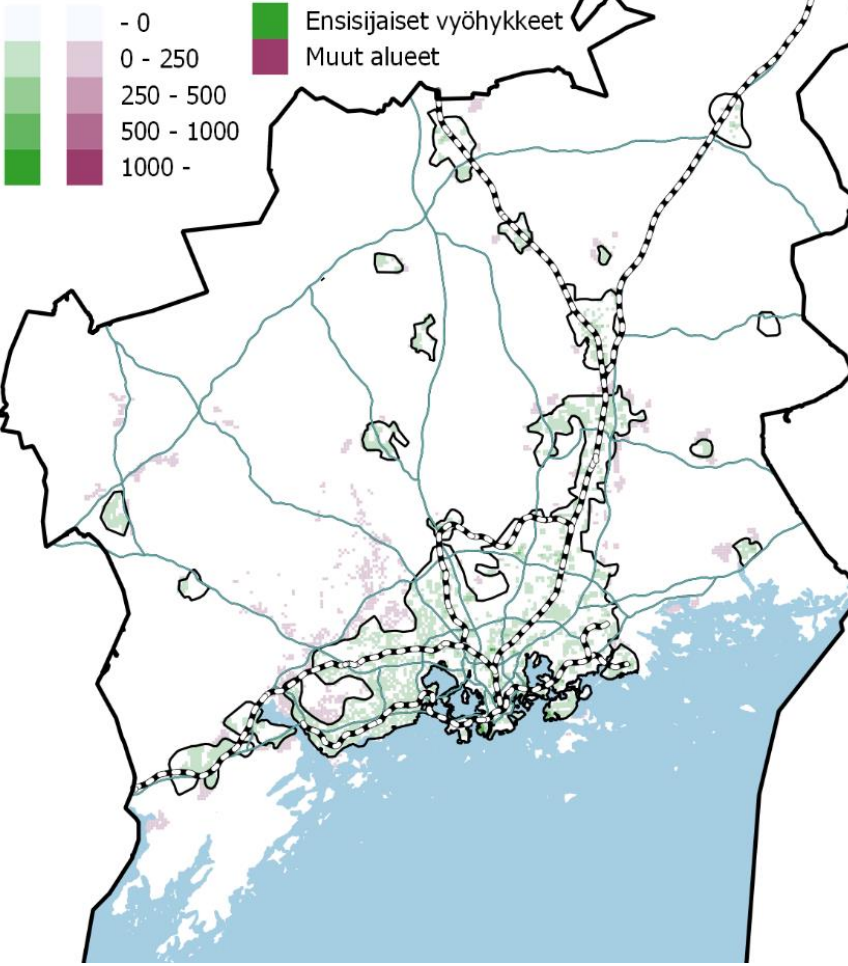 - 0
0 - 250
250 - 500
500 - 1000
1000 -
Ensisijaiset vyöhykkeet
Muut alueet